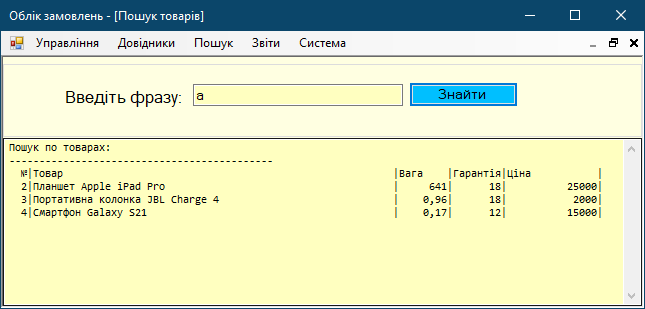 Облік замовлень - [Пошук товарів]
Управління Довідники Пошук Звіти Система
Введіть фразу: а Знайти
Пошук по товарах:
--------------------------------------------
№|Товар |Вага |Гарантія|Ціна |
2|Планшет Apple iPad Pro | 641| 18| 25000|
3|Портативна колонка JBL Charge 4 | 0,96| 18| 2000|
4|Смартфон Galaxy S21 | 0,17| 12| 15000|